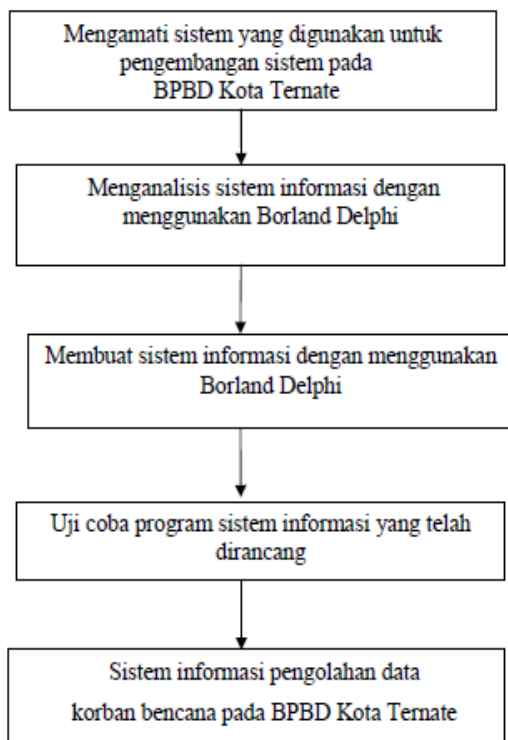 Mengamati sistem yang digunakan untuk
pengembangan sistem pada
BPBD Kota Ternate
Menganalisis sistem informasi dengan
menggunakan Borland Delphi
Membuat sistem informasi dengan menggunakan
Borland Delphi
Uji coba program sistem informasi yang telah
dirancang
Sistem informasi pengolahan data
korban bencana pada BPBD Kota Ternate